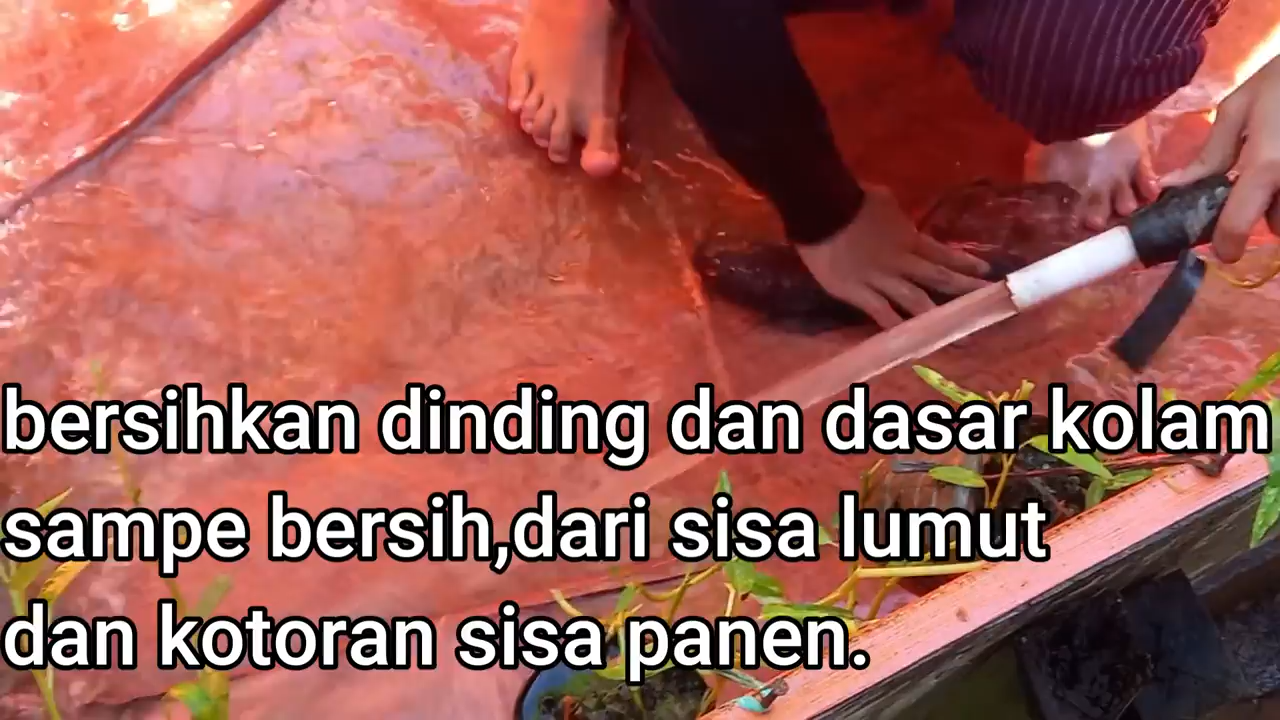 bersihkan dinding dan dasar kolam
sampe bersih,dari sisa lumut
dan kotoran sisa panen.